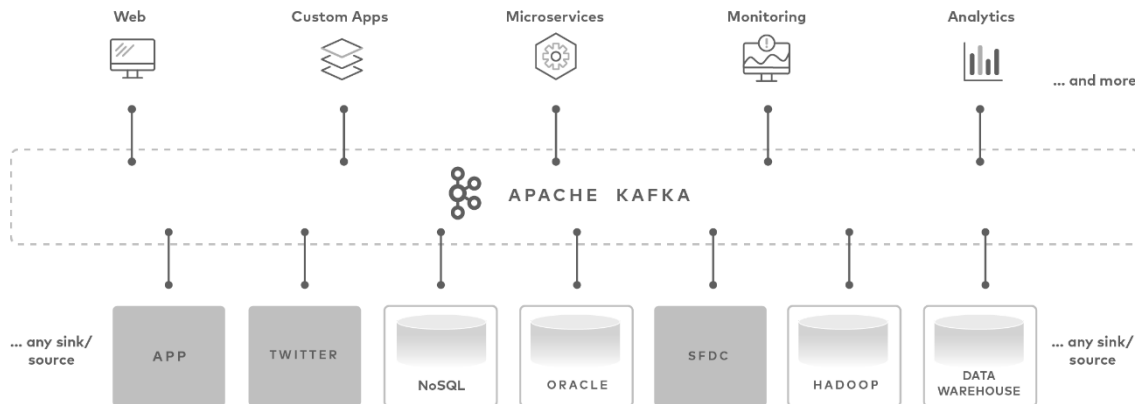 Web
Custom Apps
Microservices
Monitoring
Analytics
... and more
APACHE KAFKA
... any sink/
source
APP
TWITTER
NoSQL
ORACLE
SFDC
HADOOP
DATA
WAREHOUSE
... any sink/
source